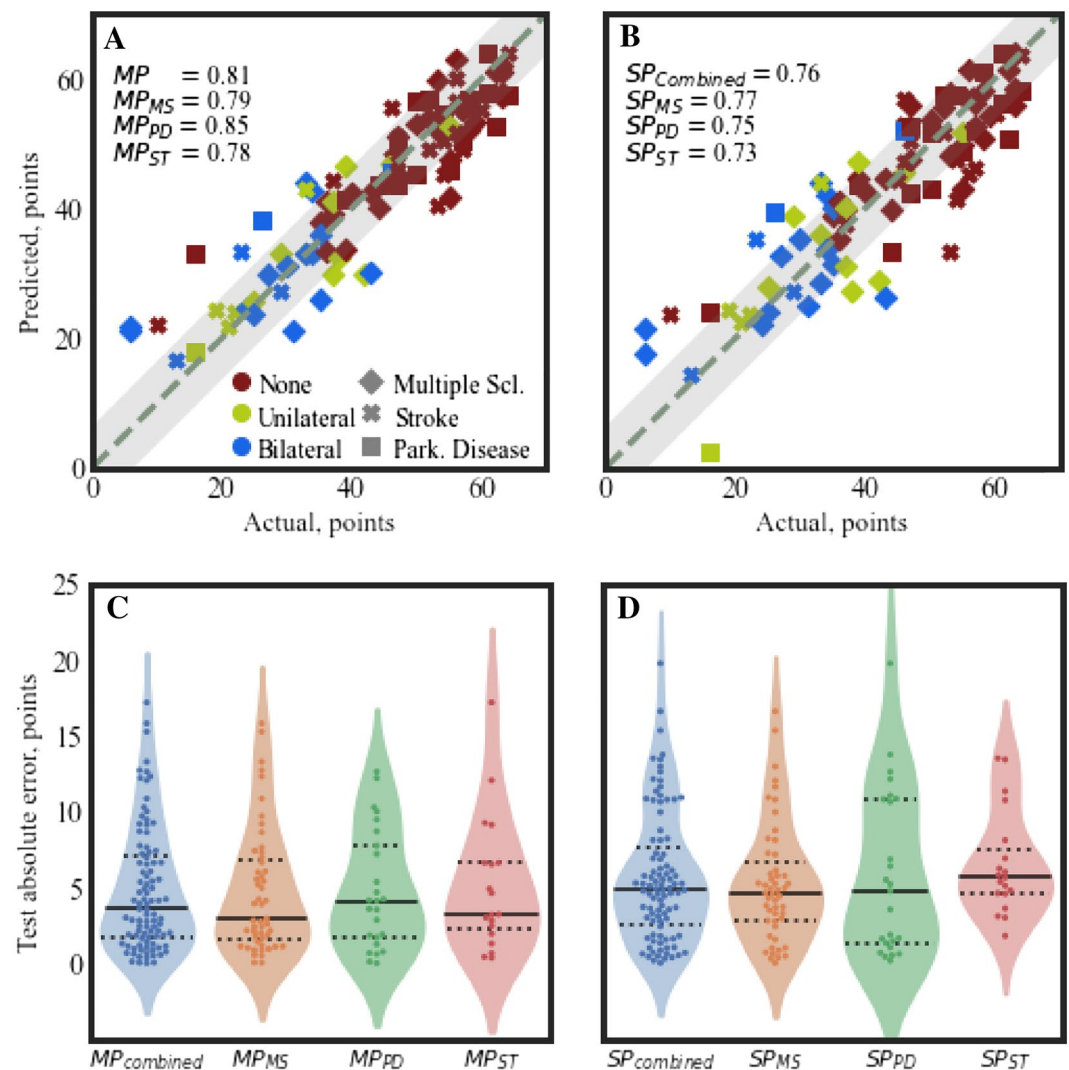 A
MP = 0.81
MP_MS = 0.79
MP_PD = 0.85
MP_ST = 0.78
60
40
20
0
Predicted, points
None
Multiple Scl.
Unilateral
Stroke
Bilateral
Park. Disease
0 20 40 60
Actual, points
B
SP_Combined = 0.76
SP_MS = 0.77
SP_PD = 0.75
SP_ST = 0.73
0 20 40 60
Actual, points
C
25
20
15
10
5
0
Test absolute error, points
MP_combined MP_MS MP_PD MP_ST
D
SP_combined SP_MS SP_PD SP_ST